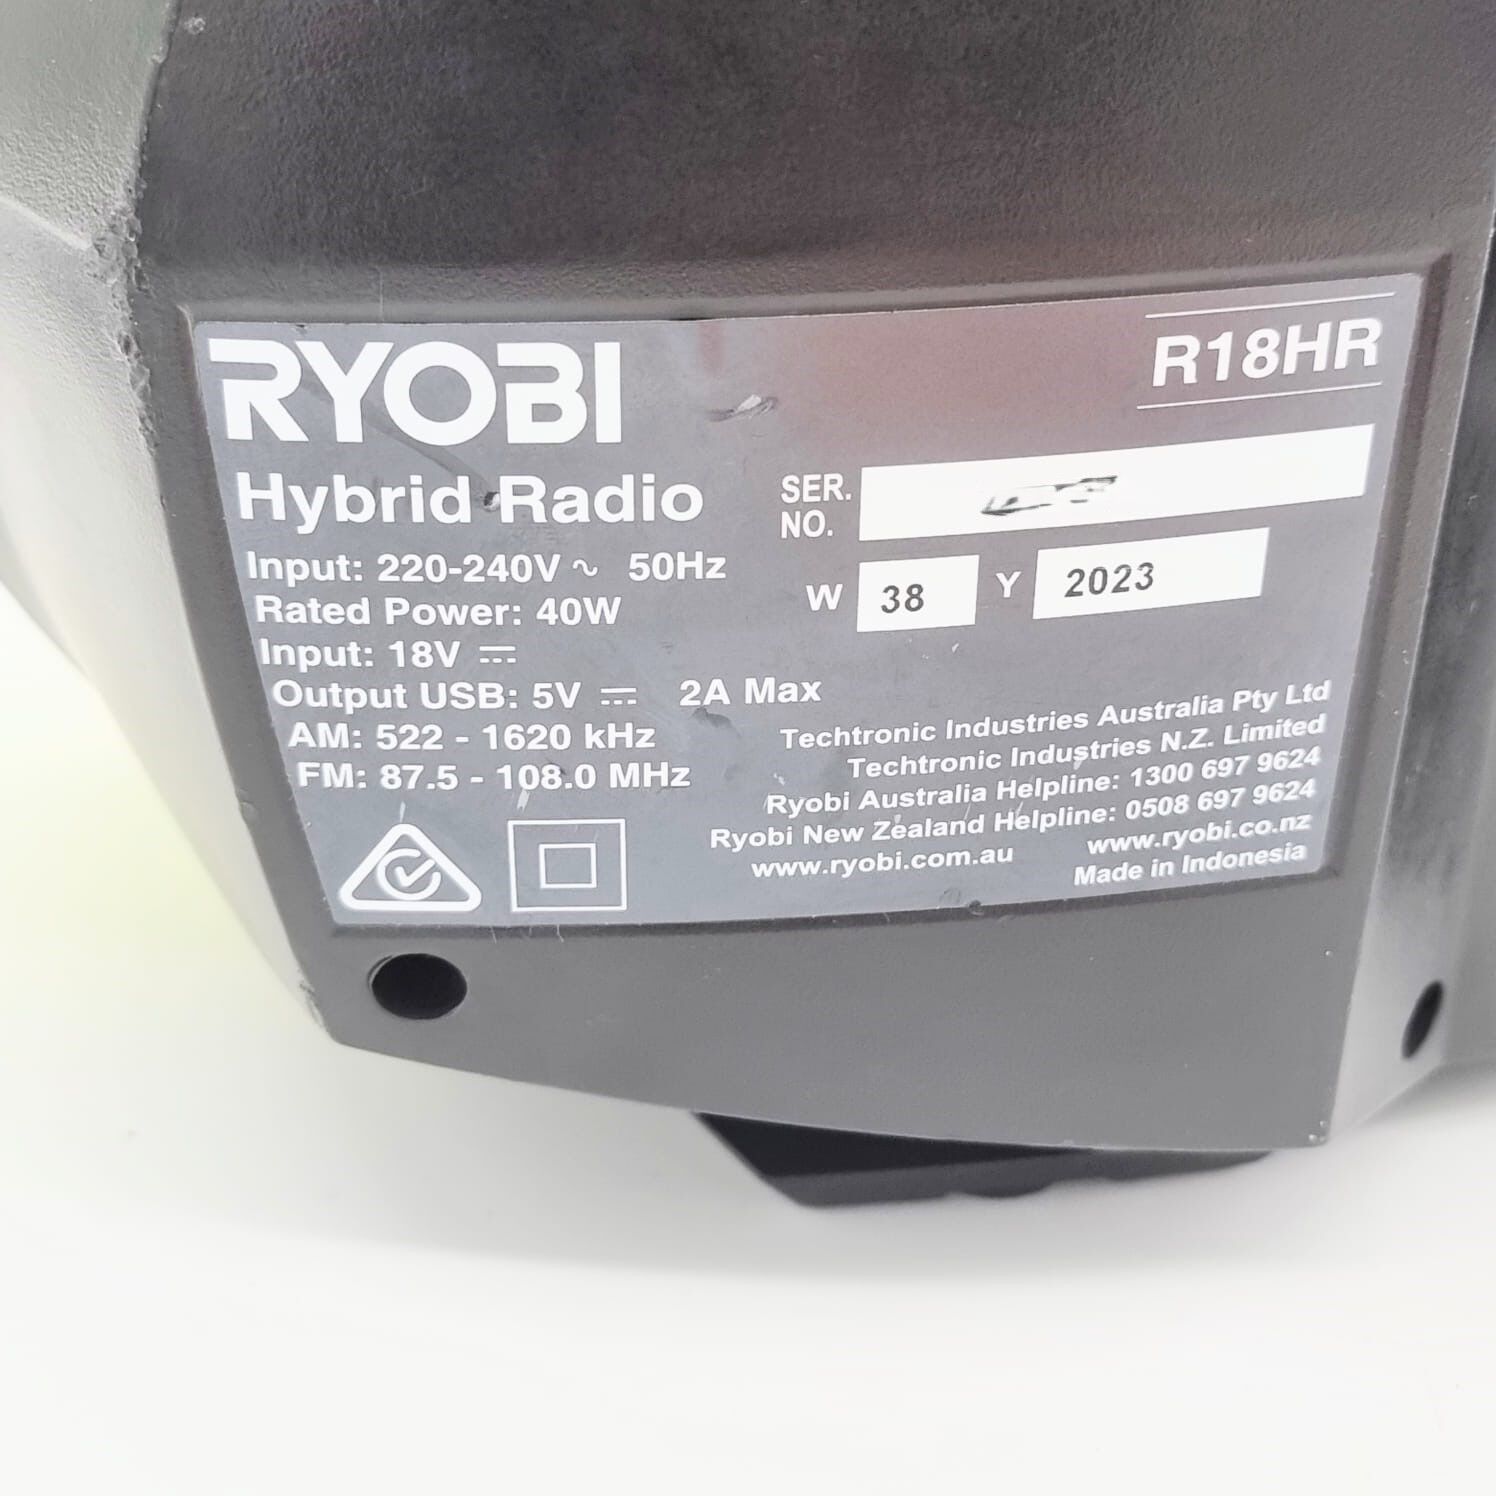 RYOBI
R18HR
Hybrid Radio
SER.
NO.
Input: 220-240V ~ 50Hz
W 38 Y 2023
Rated Power: 40W
Input: 18V ⎓
Output USB: 5V ⎓ 2A Max
AM: 522 - 1620 kHz
FM: 87.5 - 108.0 MHz
Techtronic Industries Australia Pty Ltd
Techtronic Industries N.Z. Limited
Ryobi Australia Helpline: 1300 697 9624
Ryobi New Zealand Helpline: 0508 697 9624
www.ryobi.com.au www.ryobi.co.nz
Made in Indonesia